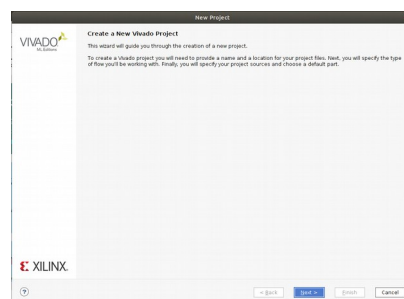 New Project
VIVADO
ML Editions
Create a New Vivado Project
This wizard will guide you through the creation of a new project.
To create a Vivado project you will need to provide a name and a location for your project files. Next, you will specify the type
of flow you'll be working with. Finally, you will specify your project sources and choose a default part.
XILINX
?
< Back Next > Finish Cancel